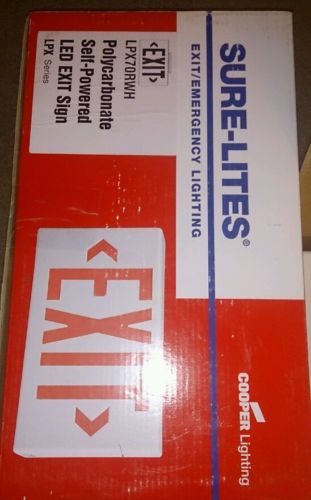 SURE-LITES®
EXIT/EMERGENCY LIGHTING
<EXIT>
LPX70RWH
Polycarbonate
Self-Powered
LED EXIT Sign
LPX Series
COOPER Lighting
<EXIT>